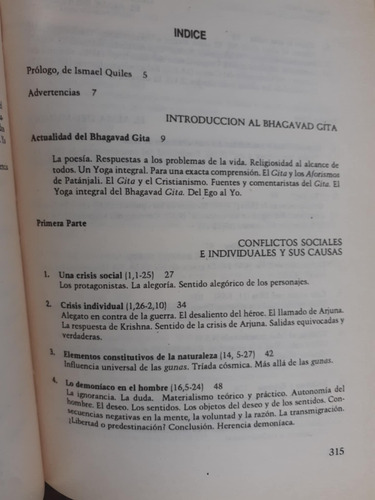 INDICE
Prólogo, de Ismael Quiles 5
Advertencias 7
INTRODUCCION AL BHAGAVAD GITA
Actualidad del Bhagavad Gita 9
La poesía. Respuestas a los problemas de la vida. Religiosidad al alcance de
todos. Un Yoga integral. Para una exacta comprensión. El Gita y los Aforismos
de Patánjali. El Gita y el Cristianismo. Fuentes y comentaristas del Gita. El
Yoga integral del Bhagavad Gita. Del Ego al Yo.
Primera Parte
CONFLICTOS SOCIALES
E INDIVIDUALES Y SUS CAUSAS
1. Una crisis social (1,1-25) 27
Los protagonistas. La alegoría. Sentido alegórico de los personajes.
2. Crisis individual (1,26-2,10) 34
Alegato en contra de la guerra. El desaliento del héroe. El llamado de Arjuna.
La respuesta de Krishna. Sentido de la crisis de Arjuna. Salidas equivocadas y
verdaderas.
3. Elementos constitutivos de la naturaleza (14, 5-27) 42
Influencia universal de las gunas. Tríada cósmica. Más allá de las gunas.
4. Lo demoníaco en el hombre (16,5-24) 48
La ignorancia. La duda. Materialismo teórico y práctico. Autonomía del
hombre. El deseo. Los sentidos. Los objetos del deseo y de los sentidos. Con-
secuencias negativas en la mente, la voluntad y la razón. La transmigración.
¡Libertad o predestinación? Conclusión. Herencia demoníaca.
315